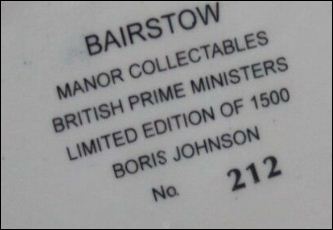 BAIRSTOW
MANOR COLLECTABLES
BRITISH PRIME MINISTERS
LIMITED EDITION OF 1500
BORIS JOHNSON
No. 212